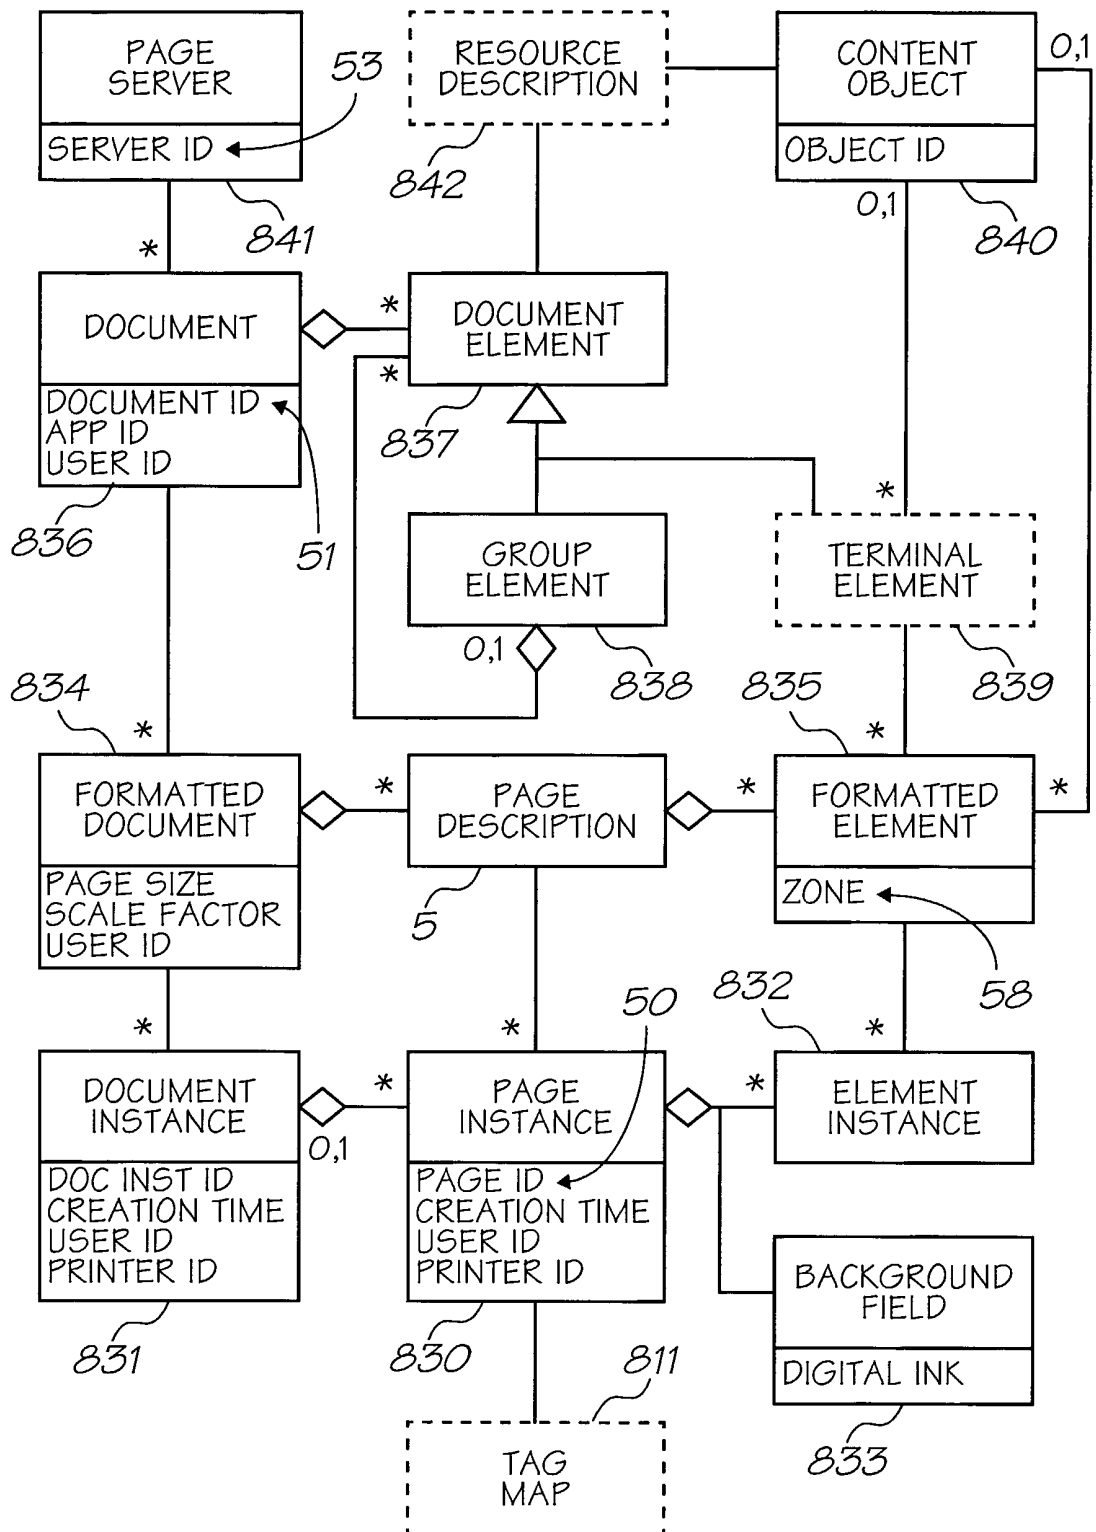 PAGE
SERVER
SERVER ID
53
841
RESOURCE
DESCRIPTION
842
CONTENT
OBJECT
OBJECT ID
0,1
0,1
840
*
DOCUMENT
DOCUMENT ID
APP ID
USER ID
836
51
*
DOCUMENT
ELEMENT
*
837
GROUP
ELEMENT
0,1
838
*
TERMINAL
ELEMENT
839
834
*
FORMATTED
DOCUMENT
PAGE SIZE
SCALE FACTOR
USER ID
*
PAGE
DESCRIPTION
5
835
*
*
FORMATTED
ELEMENT
*
ZONE
58
*
DOCUMENT
INSTANCE
0,1
DOC INST ID
CREATION TIME
USER ID
PRINTER ID
831
50
*
*
PAGE
INSTANCE
PAGE ID
CREATION TIME
USER ID
PRINTER ID
830
832
*
*
ELEMENT
INSTANCE
BACKGROUND
FIELD
DIGITAL INK
833
811
TAG
MAP